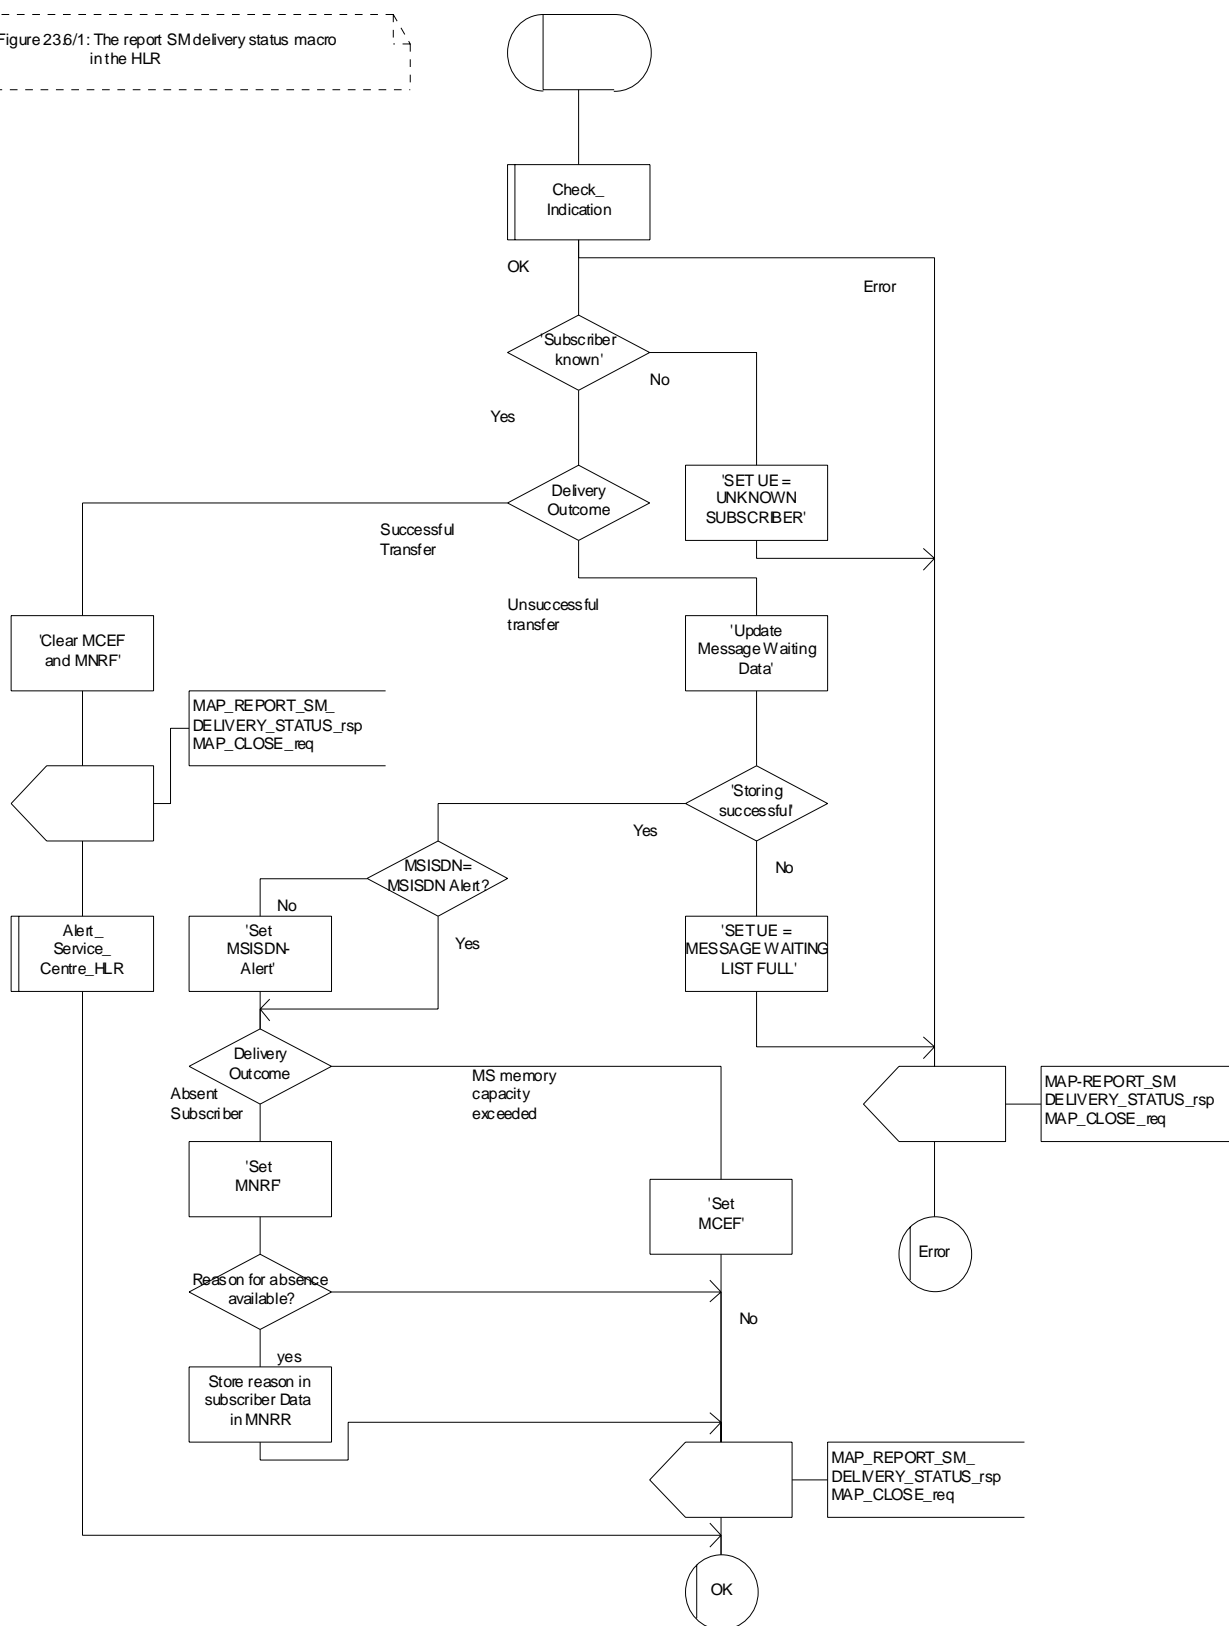 Figure 23.6/1: The report SM delivery status macro
in the HLR
Check_
Indication
OK
Error
'Subscriber
known'
No
Yes
Delivery
Outcome
'SET UE =
UNKNOWN
SUBSCRIBER'
Successful
Transfer
Unsuccessful
transfer
'Clear MCEF
and MNRF'
'Update
Message Waiting
Data'
MAP_REPORT_SM_
DELIVERY_STATUS_rsp
MAP_CLOSE_req
'Storing
successful'
Yes
No
MSISDN=
MSISDN Alert?
No
Yes
Alert_
Service_
Centre_HLR
'Set
MSISDN-
Alert'
'SET UE =
MESSAGE WAITING
LIST FULL'
Delivery
Outcome
Absent
Subscriber
MS memory
capacity
exceeded
MAP-REPORT_SM
DELIVERY_STATUS_rsp
MAP_CLOSE_req
'Set
MNRF'
'Set
MCEF'
Error
Reason for absence
available?
No
yes
Store reason in
subscriber Data
in MNRR
MAP_REPORT_SM_
DELIVERY_STATUS_rsp
MAP_CLOSE_req
OK